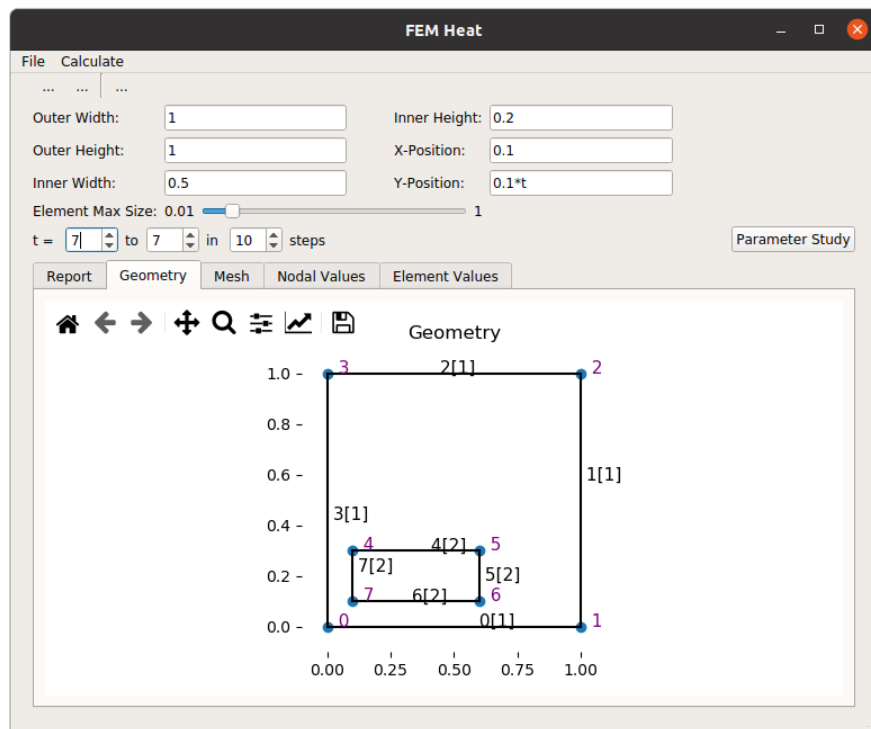 FEM Heat
File Calculate
... ... ...
Outer Width: 1 Inner Height: 0.2
Outer Height: 1 X-Position: 0.1
Inner Width: 0.5 Y-Position: 0.1*t
Element Max Size: 0.01 1
t = 7 to 7 in 10 steps Parameter Study
Report Geometry Mesh Nodal Values Element Values
Geometry
1.0 3 2[1] 2
0.8
0.6 1[1]
3[1]
0.4
4 4[2] 5
7[2]
0.2 5[2]
7 6[2] 6
0.0 0 0[1] 1
0.00 0.25 0.50 0.75 1.00